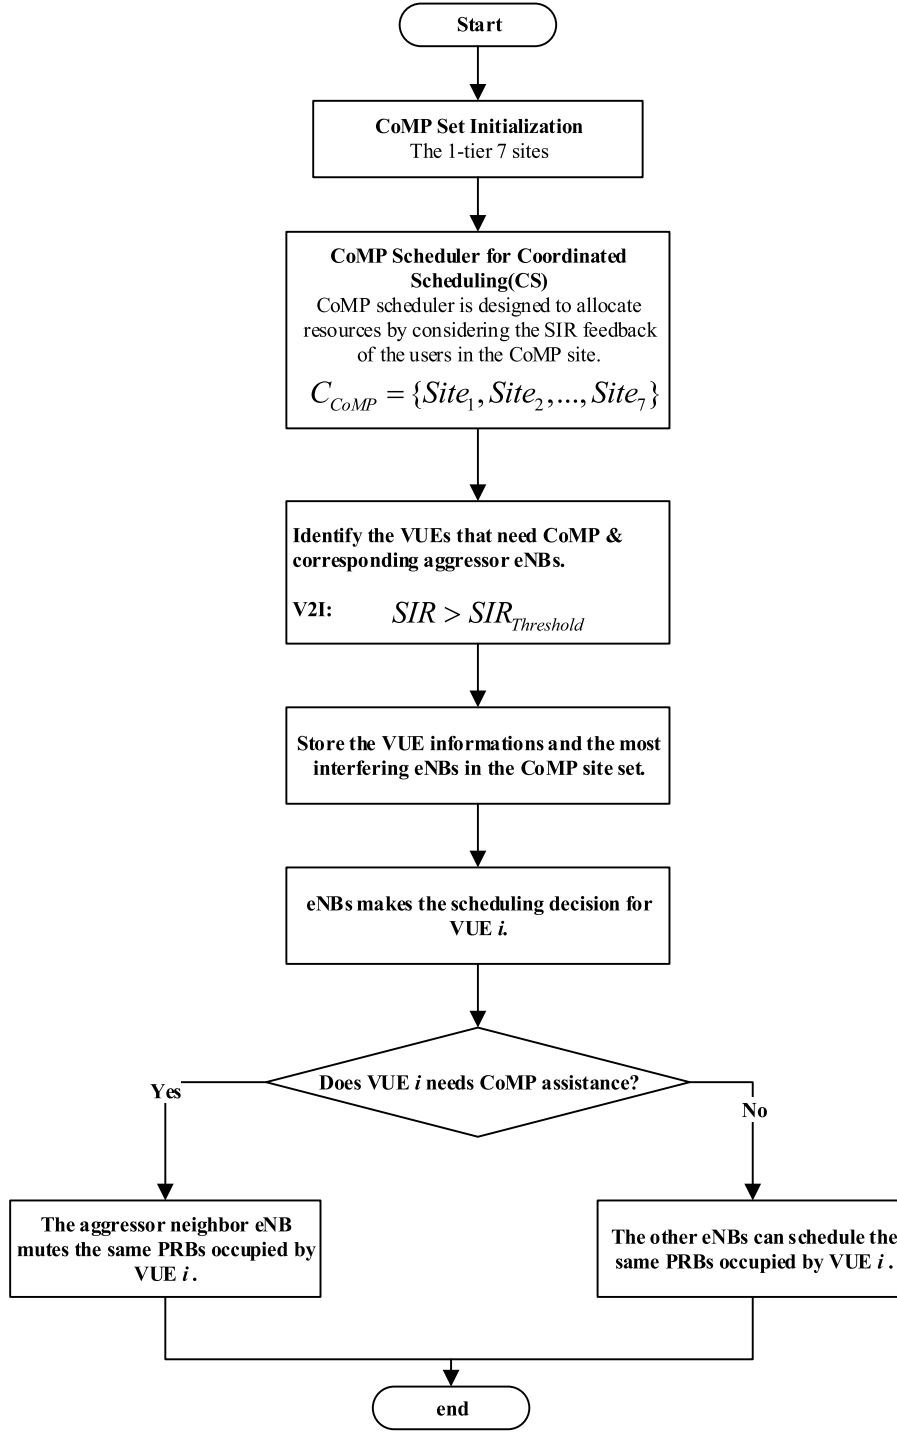 Start
CoMP Set Initialization
The 1-tier 7 sites
CoMP Scheduler for Coordinated
Scheduling(CS)
CoMP scheduler is designed to allocate
resources by considering the SIR feedback
of the users in the CoMP site.
C_{CoMP} = {Site_1, Site_2,..., Site_7}
Identify the VUEs that need CoMP &
corresponding aggressor eNBs.
V2I: SIR > SIR_{Threshold}
Store the VUE informations and the most
interfering eNBs in the CoMP site set.
eNBs makes the scheduling decision for
VUE i.
Does VUE i needs CoMP assistance?
Yes
No
The aggressor neighbor eNB
mutes the same PRBs occupied by
VUE i .
The other eNBs can schedule the
same PRBs occupied by VUE i .
end